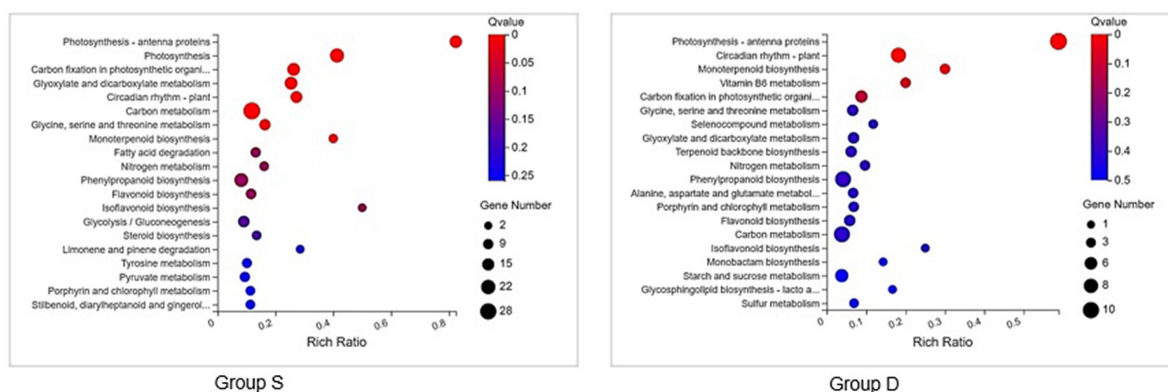 Qvalue
Photosynthesis - antenna proteins
Photosynthesis
Carbon fixation in photosynthetic organi...
Glyoxylate and dicarboxylate metabolism
Circadian rhythm - plant
Carbon metabolism
Glycine, serine and threonine metabolism
Monoterpenoid biosynthesis
Fatty acid degradation
Nitrogen metabolism
Phenylpropanoid biosynthesis
Flavonoid biosynthesis
Isoflavonoid biosynthesis
Glycolysis / Gluconeogenesis
Steroid biosynthesis
Limonene and pinene degradation
Tyrosine metabolism
Pyruvate metabolism
Porphyrin and chlorophyll metabolism
Stilbenoid, diarylheptanoid and gingerol...
0 0.2 0.4 0.6 0.8
Rich Ratio
0
0.05
0.1
0.15
0.2
0.25
Gene Number
2
9
15
22
28
Group S
Qvalue
Photosynthesis - antenna proteins
Circadian rhythm - plant
Monoterpenoid biosynthesis
Vitamin B6 metabolism
Carbon fixation in photosynthetic organi...
Glycine, serine and threonine metabolism
Selenocompound metabolism
Glyoxylate and dicarboxylate metabolism
Terpenoid backbone biosynthesis
Nitrogen metabolism
Phenylpropanoid biosynthesis
Alanine, aspartate and glutamate metabol...
Porphyrin and chlorophyll metabolism
Flavonoid biosynthesis
Carbon metabolism
Isoflavonoid biosynthesis
Monobactam biosynthesis
Starch and sucrose metabolism
Glycosphingolipid biosynthesis - lacto a...
Sulfur metabolism
0 0.1 0.2 0.3 0.4 0.5
Rich Ratio
0
0.1
0.2
0.3
0.4
0.5
Gene Number
1
3
6
8
10
Group D